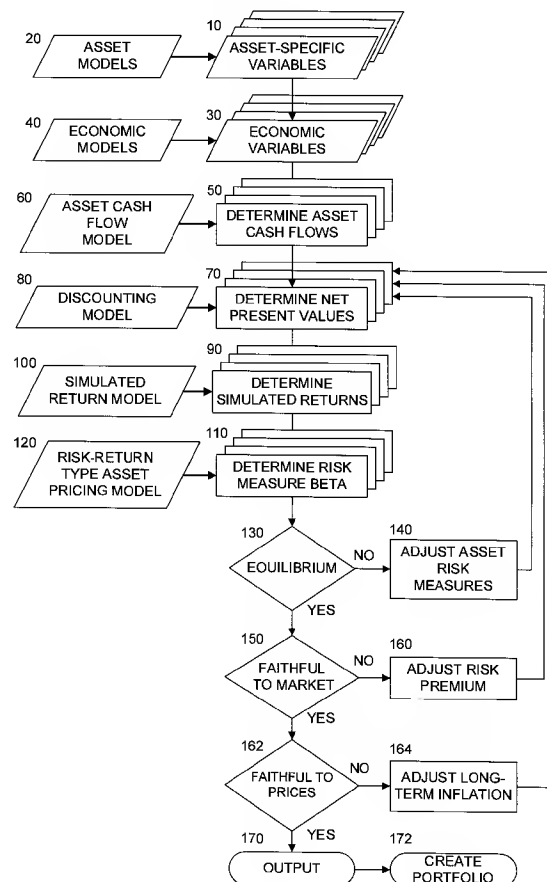 20
ASSET
MODELS
10
ASSET-SPECIFIC
VARIABLES
40
ECONOMIC
MODELS
30
ECONOMIC
VARIABLES
60
ASSET CASH
FLOW
MODEL
50
DETERMINE ASSET
CASH FLOWS
80
DISCOUNTING
MODEL
70
DETERMINE NET
PRESENT VALUES
100
SIMULATED
RETURN MODEL
90
DETERMINE
SIMULATED RETURNS
120
RISK-RETURN
TYPE ASSET
PRICING MODEL
110
DETERMINE RISK
MEASURE BETA
130
EOUILIBRIUM
NO
140
ADJUST ASSET
RISK
MEASURES
YES
150
FAITHFUL
TO MARKET
NO
160
ADJUST RISK
PREMIUM
YES
162
FAITHFUL TO
PRICES
NO
164
ADJUST LONG-
TERM INFLATION
YES
170
OUTPUT
172
CREATE
PORTFOLIO